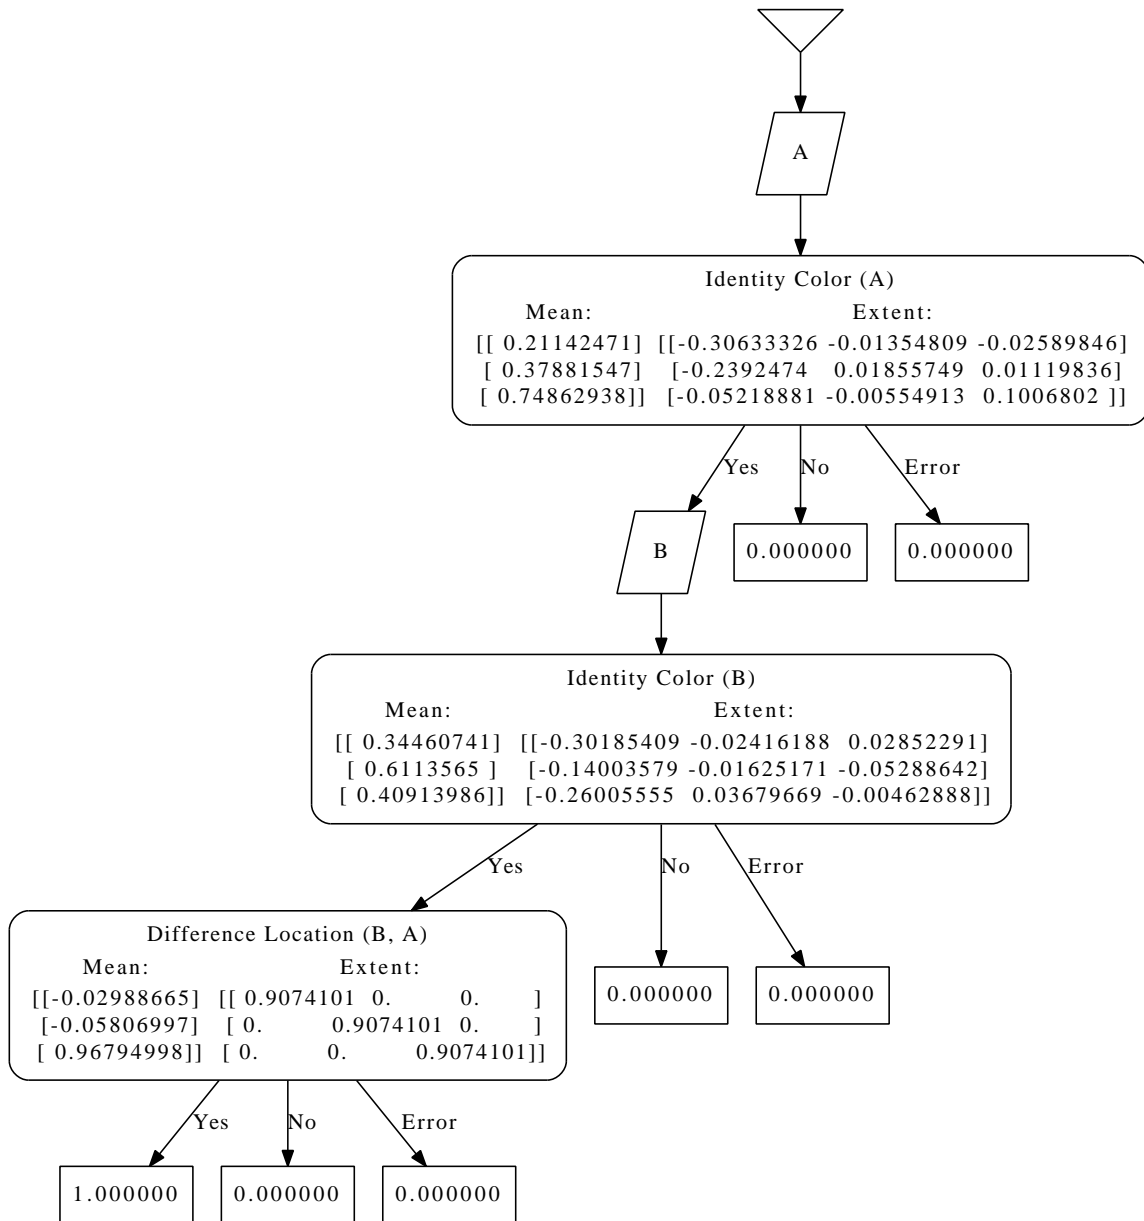 A
Identity Color (A)
Mean: Extent:
[[ 0.21142471] [[-0.30633326 -0.01354809 -0.02589846]
[ 0.37881547] [-0.2392474 0.01855749 0.01119836]
[ 0.74862938]] [-0.05218881 -0.00554913 0.1006802 ]]
Yes No Error
B 0.000000 0.000000
Identity Color (B)
Mean: Extent:
[[ 0.34460741] [[-0.30185409 -0.02416188 0.02852291]
[ 0.6113565 ] [-0.14003579 -0.01625171 -0.05288642]
[ 0.40913986]] [-0.26005555 0.03679669 -0.00462888]]
Yes No Error
Difference Location (B, A)
Mean: Extent:
[[-0.02988665] [[ 0.9074101 0. 0. ]
[-0.05806997] [ 0. 0.9074101 0. ]
[ 0.96794998]] [ 0. 0. 0.9074101]]
0.000000 0.000000
Yes No Error
1.000000 0.000000 0.000000